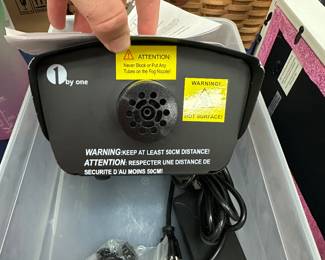 ATTENTION:
Never Block or Put Any
Tubes on the Fog Nozzle!
1 by one
WARNING!
HOT SURFACE!
WARNING:KEEP AT LEAST 50CM DISTANCE!
ATTENTION: RESPECTER UNE DISTANCE DE
SECURITE D'AU MOINS 50CM!